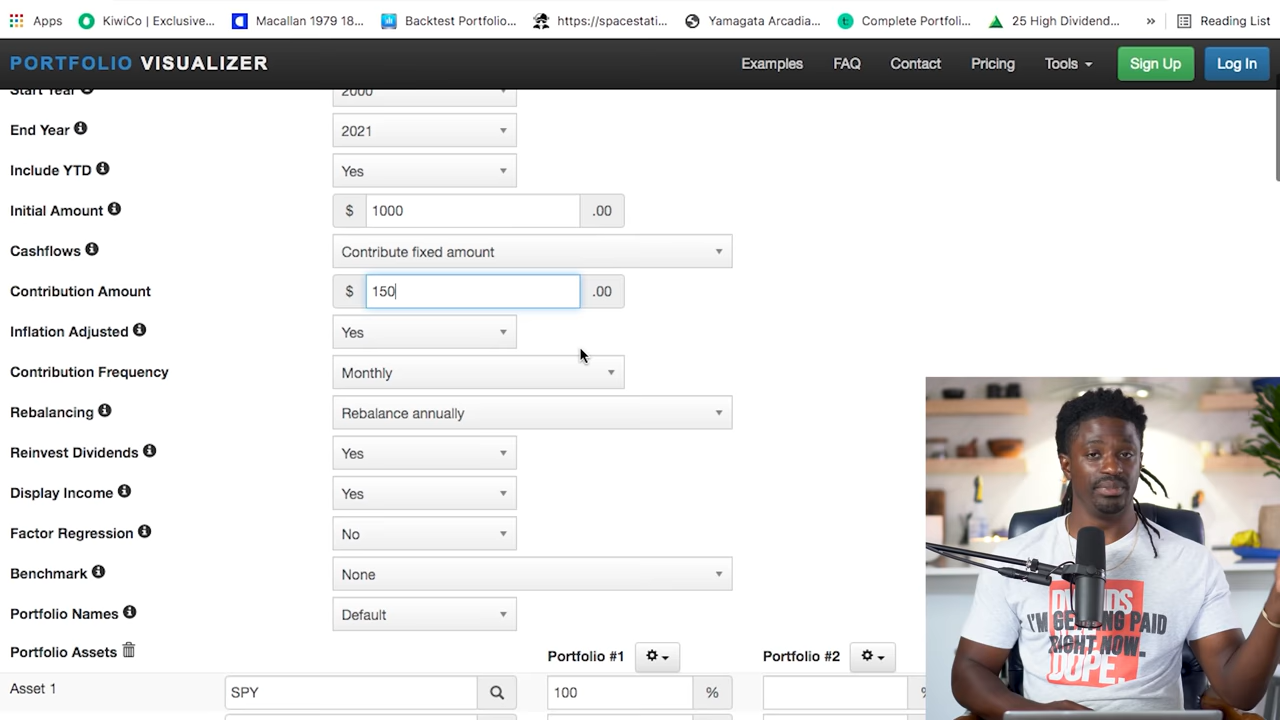 Apps KiwiCo | Exclusive... Macallan 1979 18... Backtest Portfolio... https://spacestati... Yamagata Arcadia... Complete Portfoli... 25 High Dividend... » Reading List
PORTFOLIO VISUALIZER Examples FAQ Contact Pricing Tools Sign Up Log In
Start Year 2000
End Year 2021
Include YTD Yes
Initial Amount $ 1000 .00
Cashflows Contribute fixed amount
Contribution Amount $ 150 .00
Inflation Adjusted Yes
Contribution Frequency Monthly
Rebalancing Rebalance annually
Reinvest Dividends Yes
Display Income Yes
Factor Regression No
Benchmark None
Portfolio Names Default
Portfolio Assets Portfolio #1 Portfolio #2
Asset 1 SPY 100 %
I'M GETTING PAID
RIGHT NOW.
DOPE.